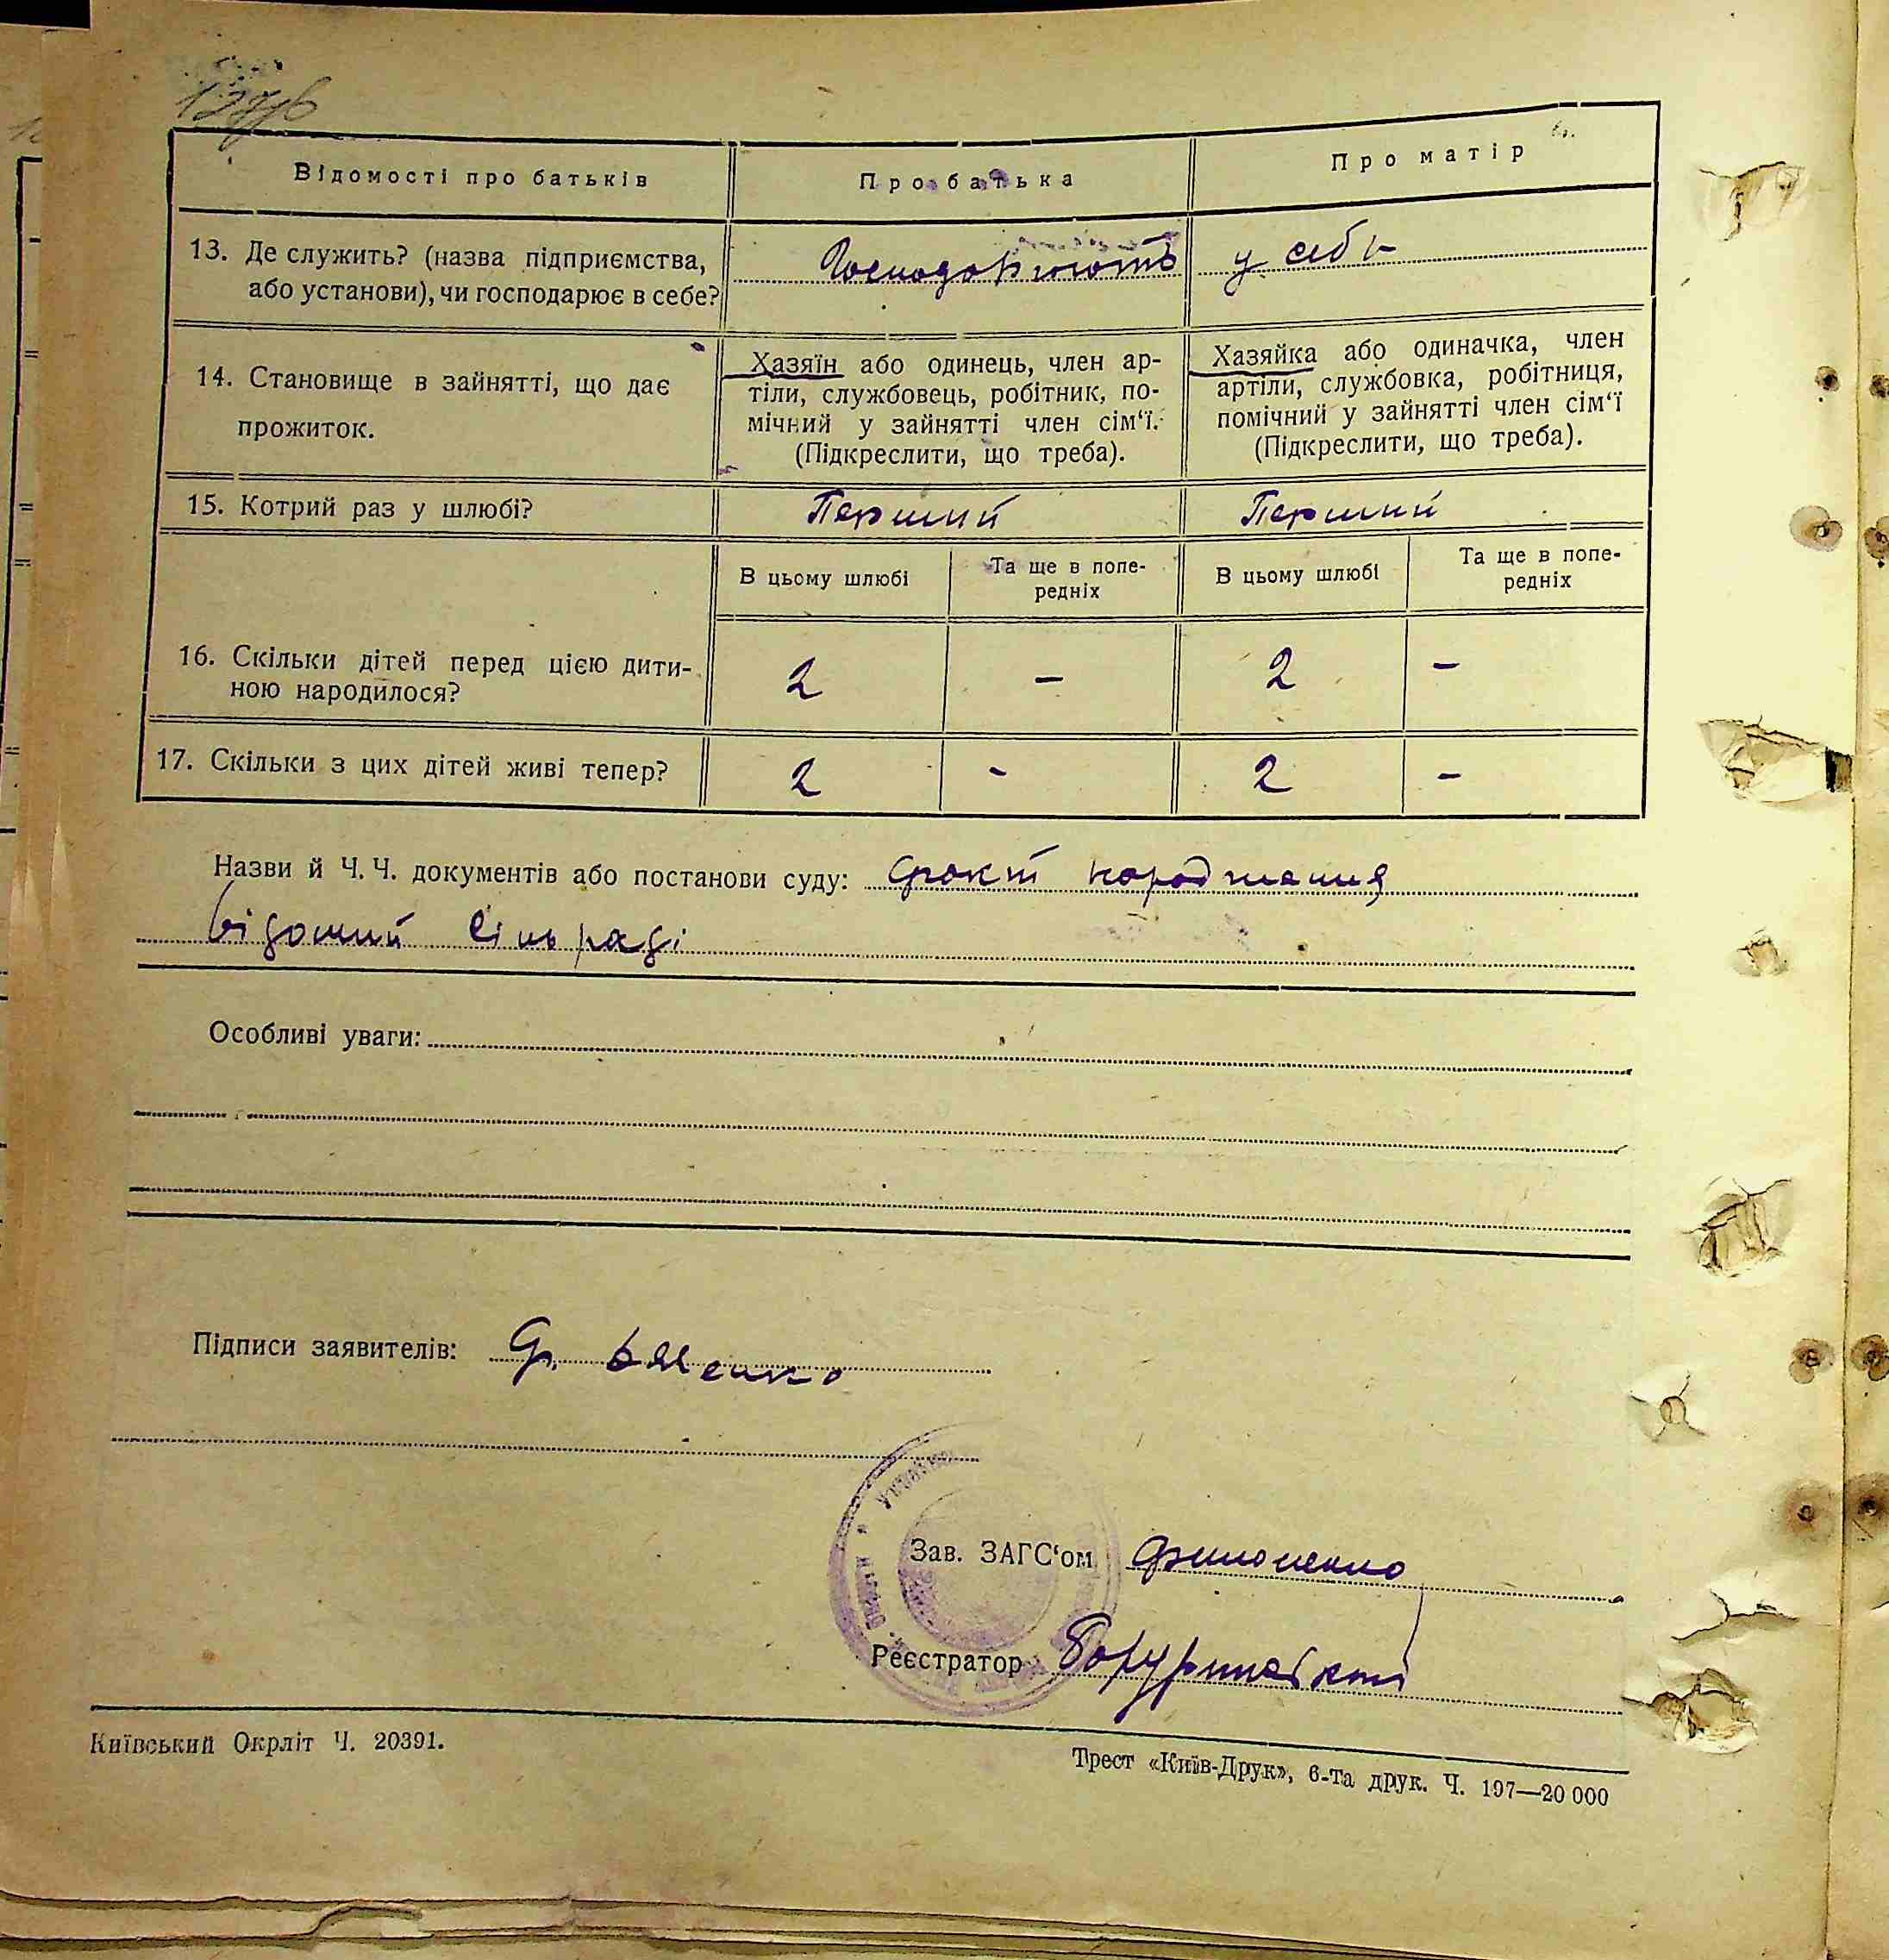 Відомості про батьків
Про батька
Про матір
13. Де служить? (назва підприємства,
або установи), чи господарює в себе?
Господарюють
у себе
14. Становище в зайнятті, що дає
прожиток.
Хазяїн або одинець, член ар-
тіли, службовець, робітник, по-
мічний у зайнятті член сім‘ї.
(Підкреслити, що треба).
Хазяйка або одиначка, член
артіли, службовка, робітниця,
помічний у зайнятті член сім‘ї
(Підкреслити, що треба).
15. Котрий раз у шлюбі?
Перший
Перший
В цьому шлюбі
Та ще в попе-
редніх
В цьому шлюбі
Та ще в попе-
редніх
16. Скільки дітей перед цією дити-
ною народилося?
2 - 2 -
17. Скільки з цих дітей живі тепер?
2 - 2 -
Назви й Ч. Ч. документів або постанови суду: факт народження
відомий сільраді
Особливі уваги:
Підписи заявителів:
Зав. ЗАГС‘ом Филоненко
Реєстратор
Київський Окрліт Ч. 20391.
Трест «Київ-Друк», 6-та друк. Ч. 197—20 000